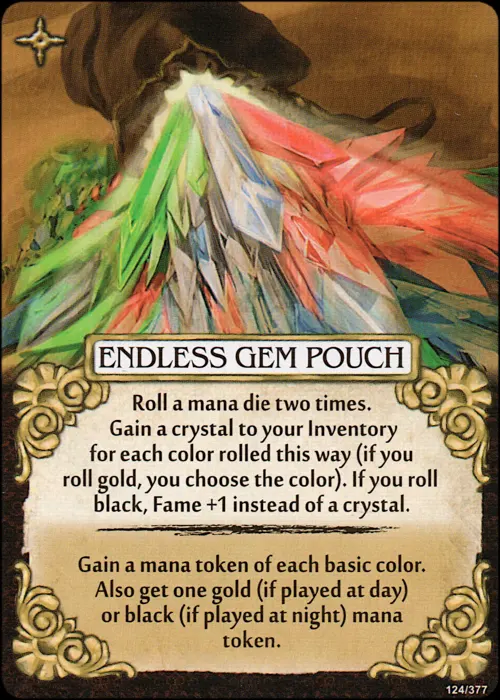 ENDLESS GEM POUCH
Roll a mana die two times.
Gain a crystal to your Inventory
for each color rolled this way (if you
roll gold, you choose the color). If you roll
black, Fame +1 instead of a crystal.
Gain a mana token of each basic color.
Also get one gold (if played at day)
or black (if played at night) mana
token.
124/377